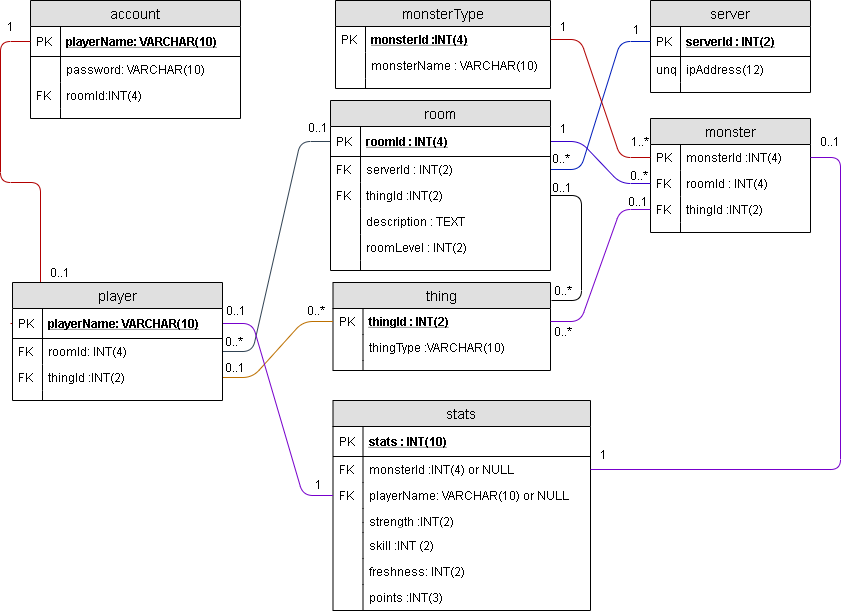 account
PK playerName: VARCHAR(10)
password: VARCHAR(10)
FK roomId:INT(4)
monsterType
PK monsterId :INT(4)
monsterName : VARCHAR(10)
server
PK serverId : INT(2)
unq ipAddress(12)
room
PK roomId : INT(4)
FK serverId : INT(2)
FK thingId :INT(2)
description : TEXT
roomLevel : INT(2)
monster
PK monsterId :INT(4)
FK roomId : INT(4)
FK thingId :INT(2)
player
PK playerName: VARCHAR(10)
FK roomId: INT(4)
FK thingId :INT(2)
thing
PK thingId : INT(2)
thingType :VARCHAR(10)
stats
PK stats : INT(10)
FK monsterId :INT(4) or NULL
FK playerName: VARCHAR(10) or NULL
strength :INT(2)
skill :INT (2)
freshness: INT(2)
points :INT(3)
1
0..1
1
1..*
1
0..*
0..1
0..*
1
0..*
0..1
0..*
0..1
0..*
0..1
0..*
0..1
1
0..1
1